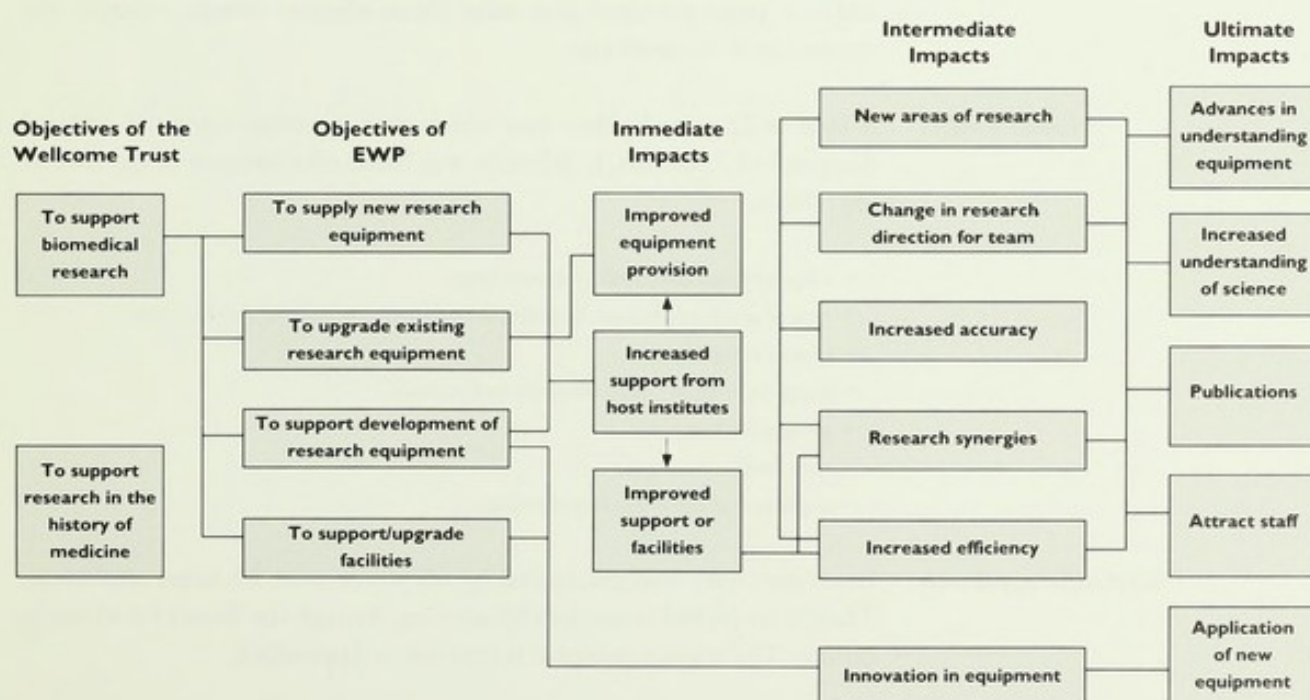 Objectives of the
Wellcome Trust
To support
biomedical
research
To support
research in the
history of
medicine
Objectives of
EWP
To supply new research
equipment
To upgrade existing
research equipment
To support development of
research equipment
To support/upgrade
facilities
Immediate
Impacts
Improved
equipment
provision
Increased
support from
host institutes
Improved
support or
facilities
Intermediate
Impacts
New areas of research
Change in research
direction for team
Increased accuracy
Research synergies
Increased efficiency
Innovation in equipment
Ultimate
Impacts
Advances in
understanding
equipment
Increased
understanding
of science
Publications
Attract staff
Application
of new
equipment